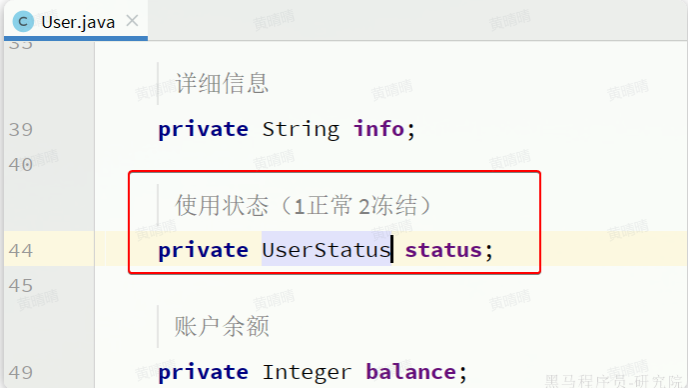 User.java
35
详细信息
39 private String info;
40
使用状态（1正常 2冻结）
44 private UserStatus status;
45
账户余额
49 private Integer balance;
黑马程序员-研究院